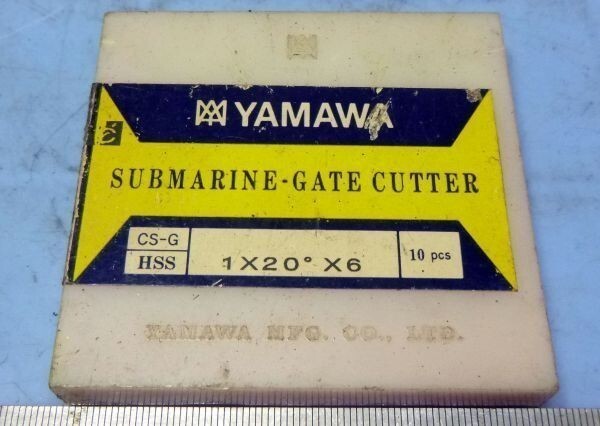 YAMAWA
SUBMARINE-GATE CUTTER
CS-G
HSS
1X20° X6
10 pcs
YAMAWA MFG. CO., LTD.